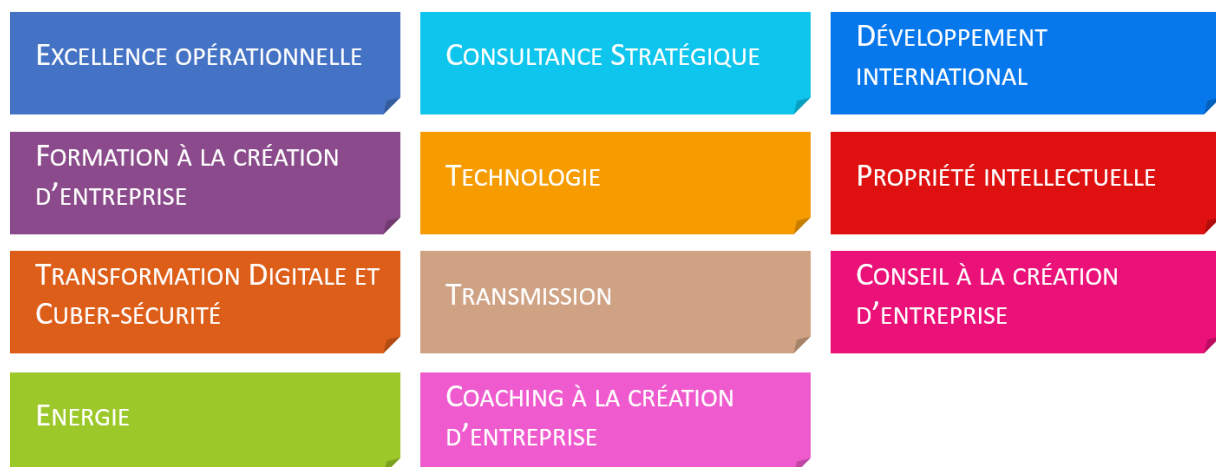 Excellence opérationnelle
Consultance Stratégique
Développement
international
Formation à la création
d'entreprise
Technologie
Propriété intellectuelle
Transformation Digitale et
Cuber-sécurité
Transmission
Conseil à la création
d'entreprise
Energie
Coaching à la création
d'entreprise